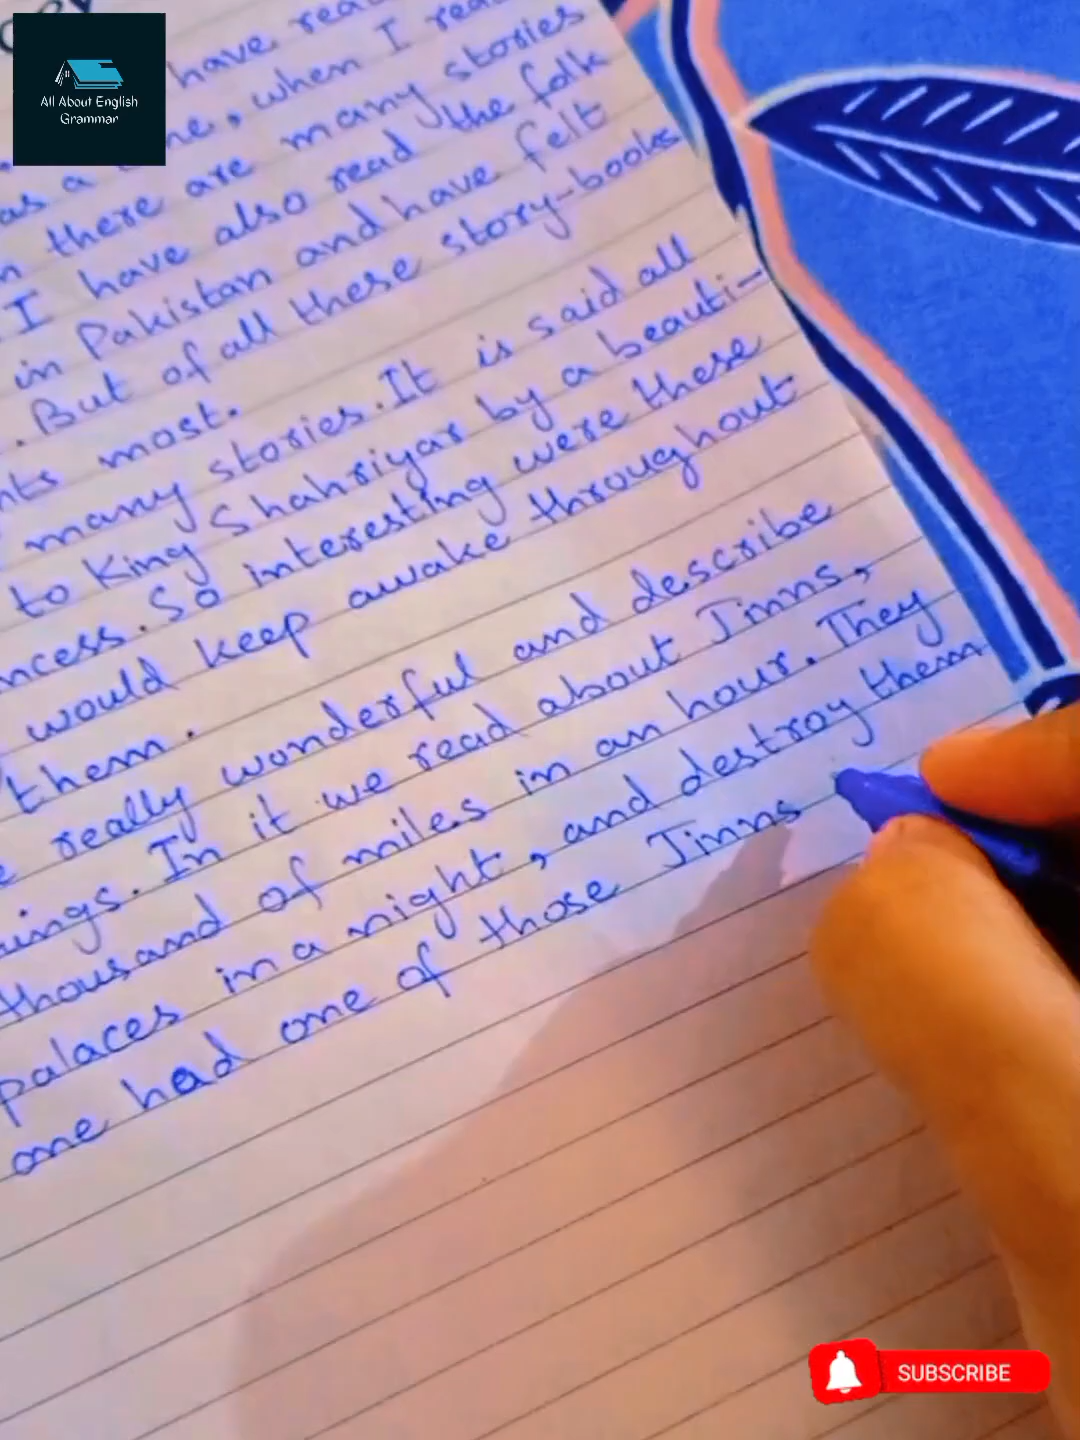 All About English
Grammar
have read
as a time, when I read
there are many stories
I have also read the folk
in Pakistan and have felt
. But of all these story-books
most.
many stories. It is said all
to King Shahriyar by a beauti-
ncess. So interesting were these
would keep awake throughout
them.
really wonderful and describe
ings. In it we read about Jinns,
thousand of miles in an hour. They
palaces in a night, and destroy them
one had one of those Jinns
SUBSCRIBE